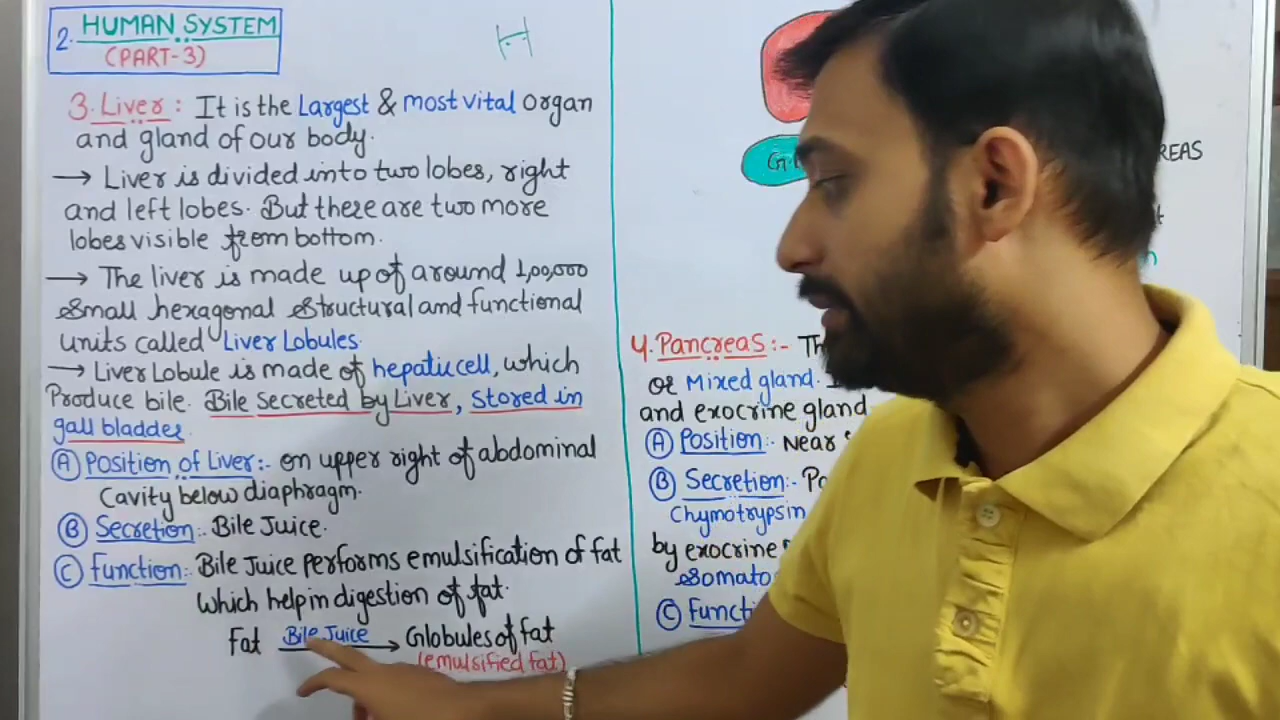 2. HUMAN SYSTEM
(PART-3)
3. Liver : It is the Largest & most vital organ
and gland of our body.
→ Liver is divided into two lobes, right
and left lobes. But there are two more
lobes visible from bottom.
→ The liver is made up of around 1,00,000
small hexagonal structural and functional
units called Liver Lobules.
→ Liver Lobule is made of hepatic cell, which
Produce bile. Bile secreted by Liver, stored in
gall bladder.
(A) Position of Liver:- on upper right of abdominal
Cavity below diaphragm.
(B) Secretion:- Bile Juice.
(C) function:- Bile Juice performs emulsification of fat
which help in digestion of fat.
Fat Bile Juice → Globules of fat
(emulsified fat)
G.
REAS
4. Pancreas :- Th
or Mixed gland.
and exocrine gland
(A) Position:- Near
(B) Secretion:- Pa
Chymotrypsin
by exocrine
Somato
(C) Functi